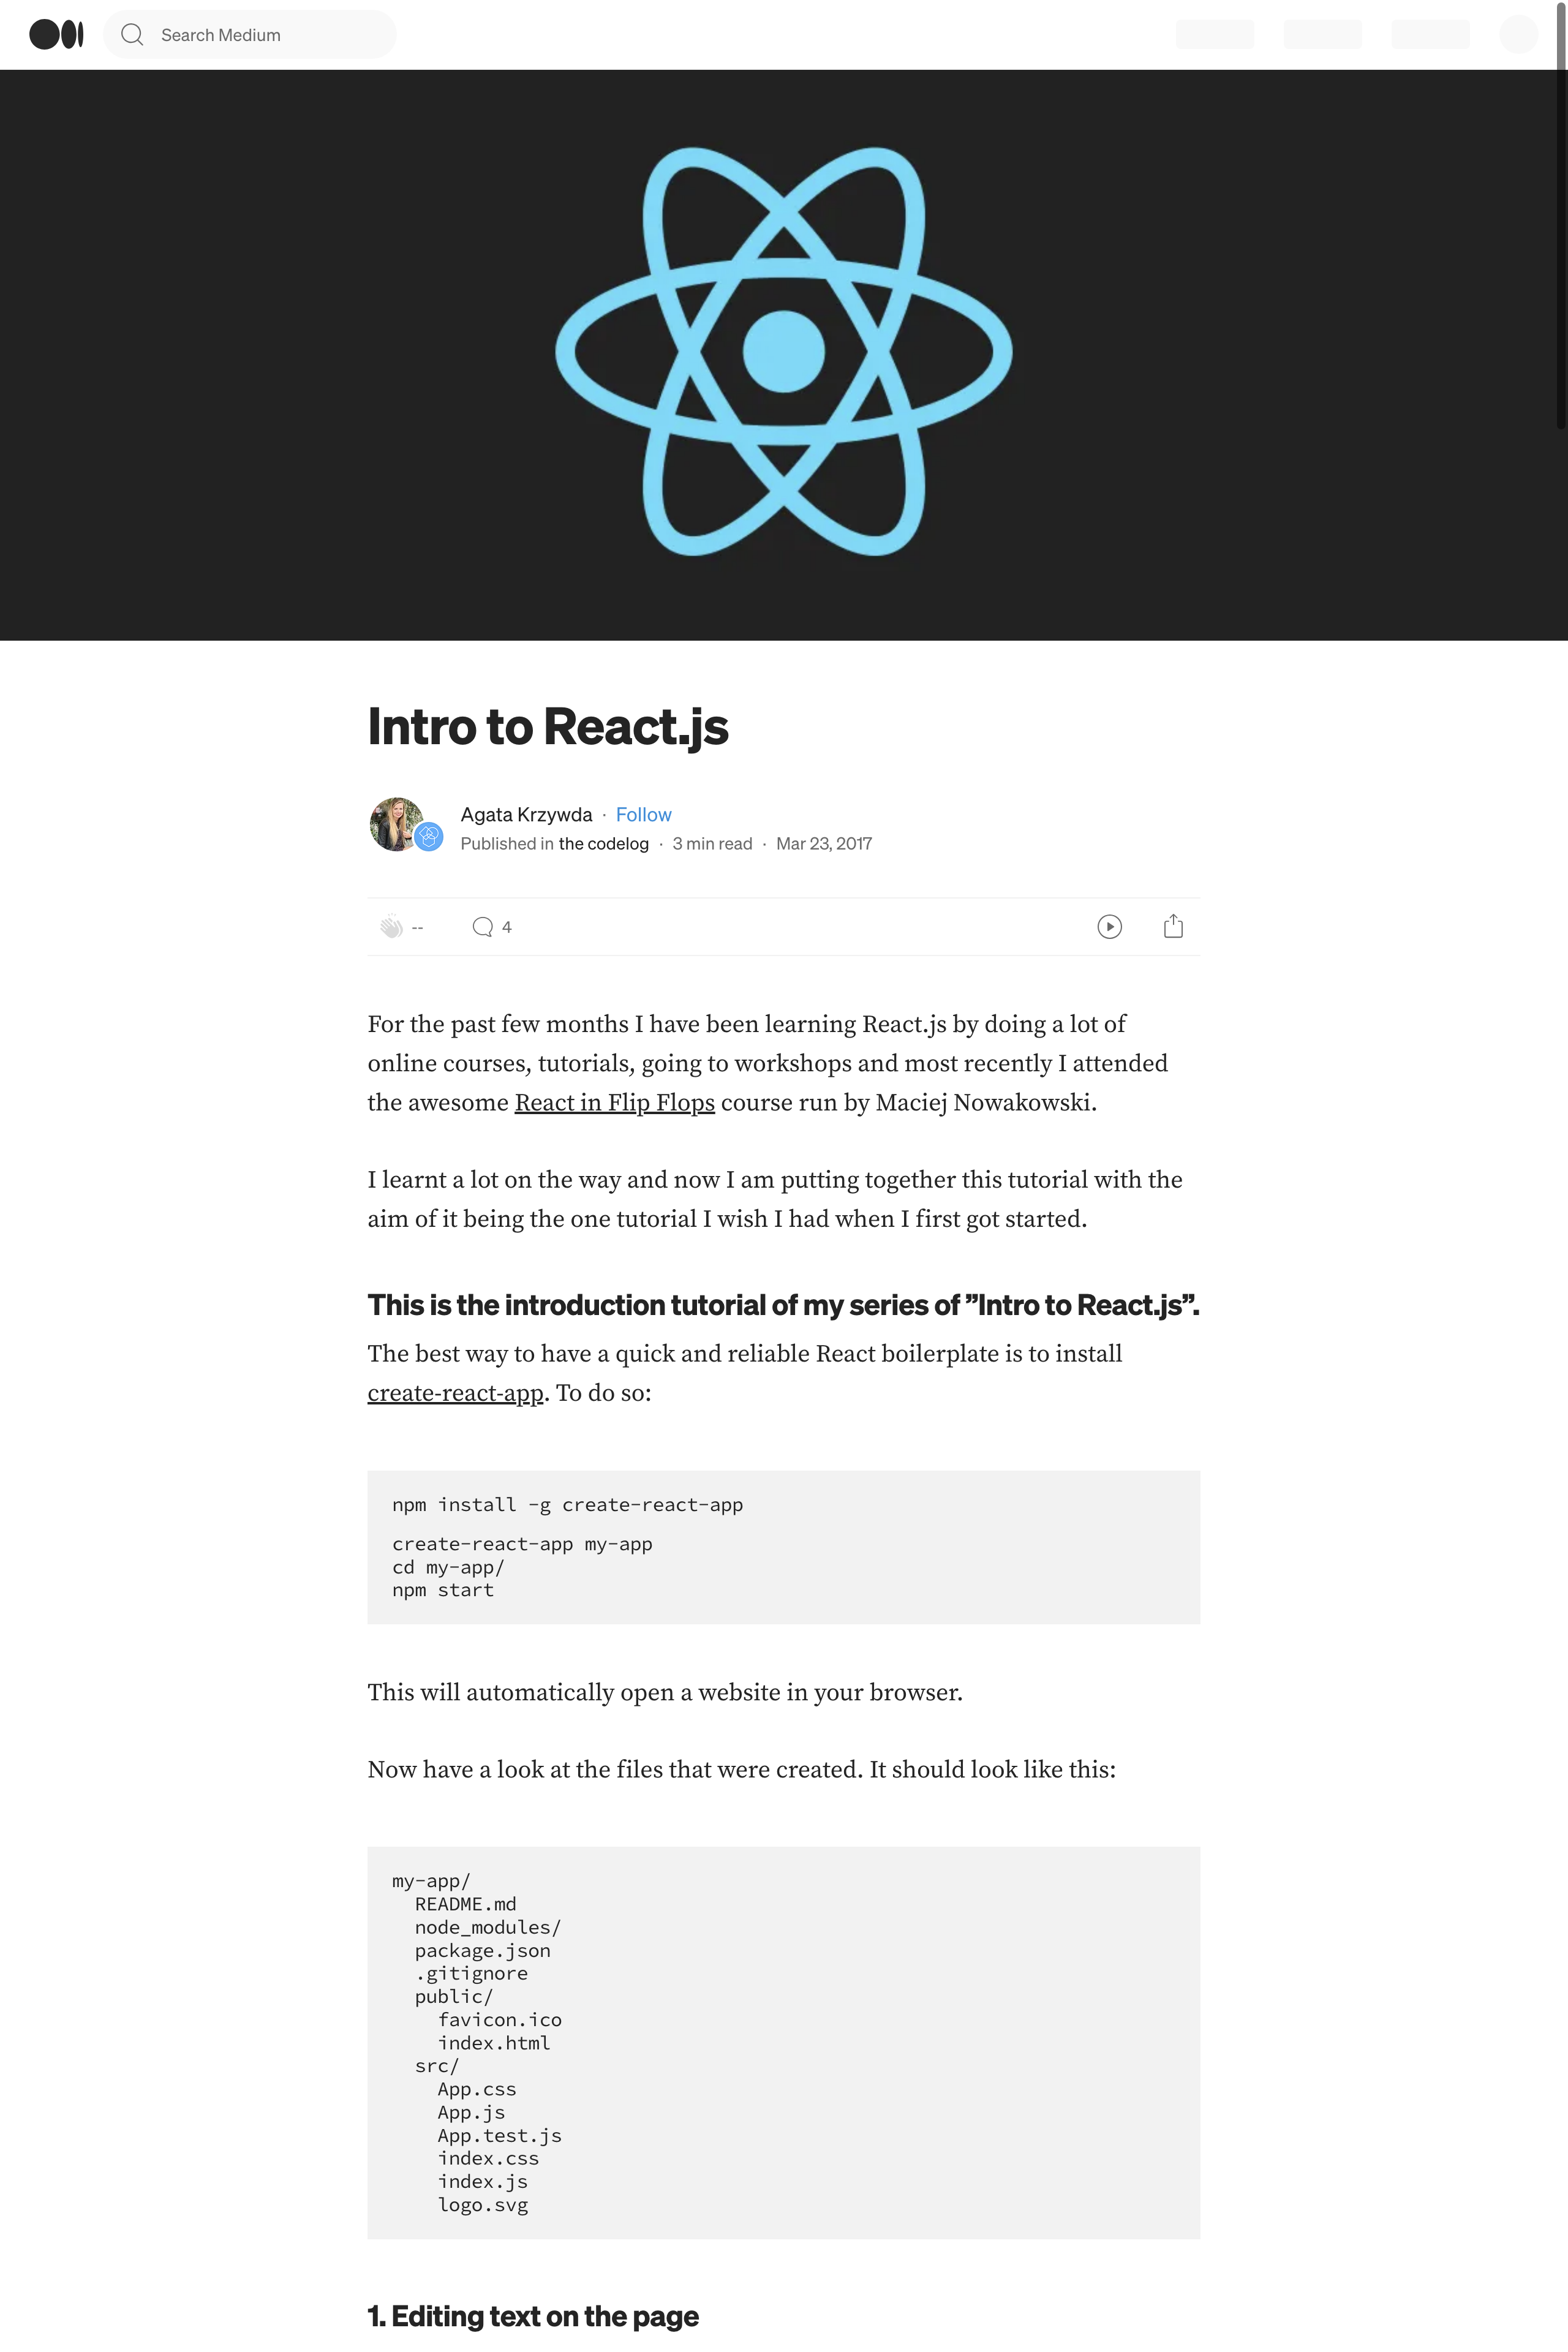 Search Medium
Intro to React.js
Agata Krzywda · Follow
Published in the codelog · 3 min read · Mar 23, 2017
-- 4
For the past few months I have been learning React.js by doing a lot of
online courses, tutorials, going to workshops and most recently I attended
the awesome React in Flip Flops course run by Maciej Nowakowski.
I learnt a lot on the way and now I am putting together this tutorial with the
aim of it being the one tutorial I wish I had when I first got started.
This is the introduction tutorial of my series of ”Intro to React.js”.
The best way to have a quick and reliable React boilerplate is to install
create-react-app. To do so:
npm install -g create-react-app
create-react-app my-app
cd my-app/
npm start
This will automatically open a website in your browser.
Now have a look at the files that were created. It should look like this:
my-app/
  README.md
  node_modules/
  package.json
  .gitignore
  public/
    favicon.ico
    index.html
  src/
    App.css
    App.js
    App.test.js
    index.css
    index.js
    logo.svg
1. Editing text on the page